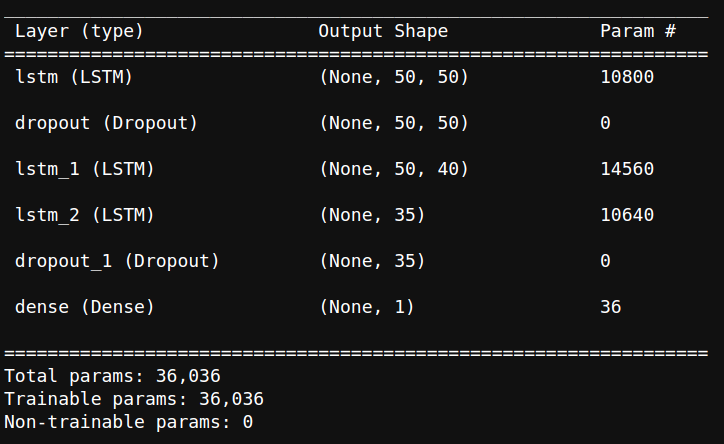 Layer (type) Output Shape Param #
lstm (LSTM) (None, 50, 50) 10800
dropout (Dropout) (None, 50, 50) 0
lstm_1 (LSTM) (None, 50, 40) 14560
lstm_2 (LSTM) (None, 35) 10640
dropout_1 (Dropout) (None, 35) 0
dense (Dense) (None, 1) 36
Total params: 36,036
Trainable params: 36,036
Non-trainable params: 0